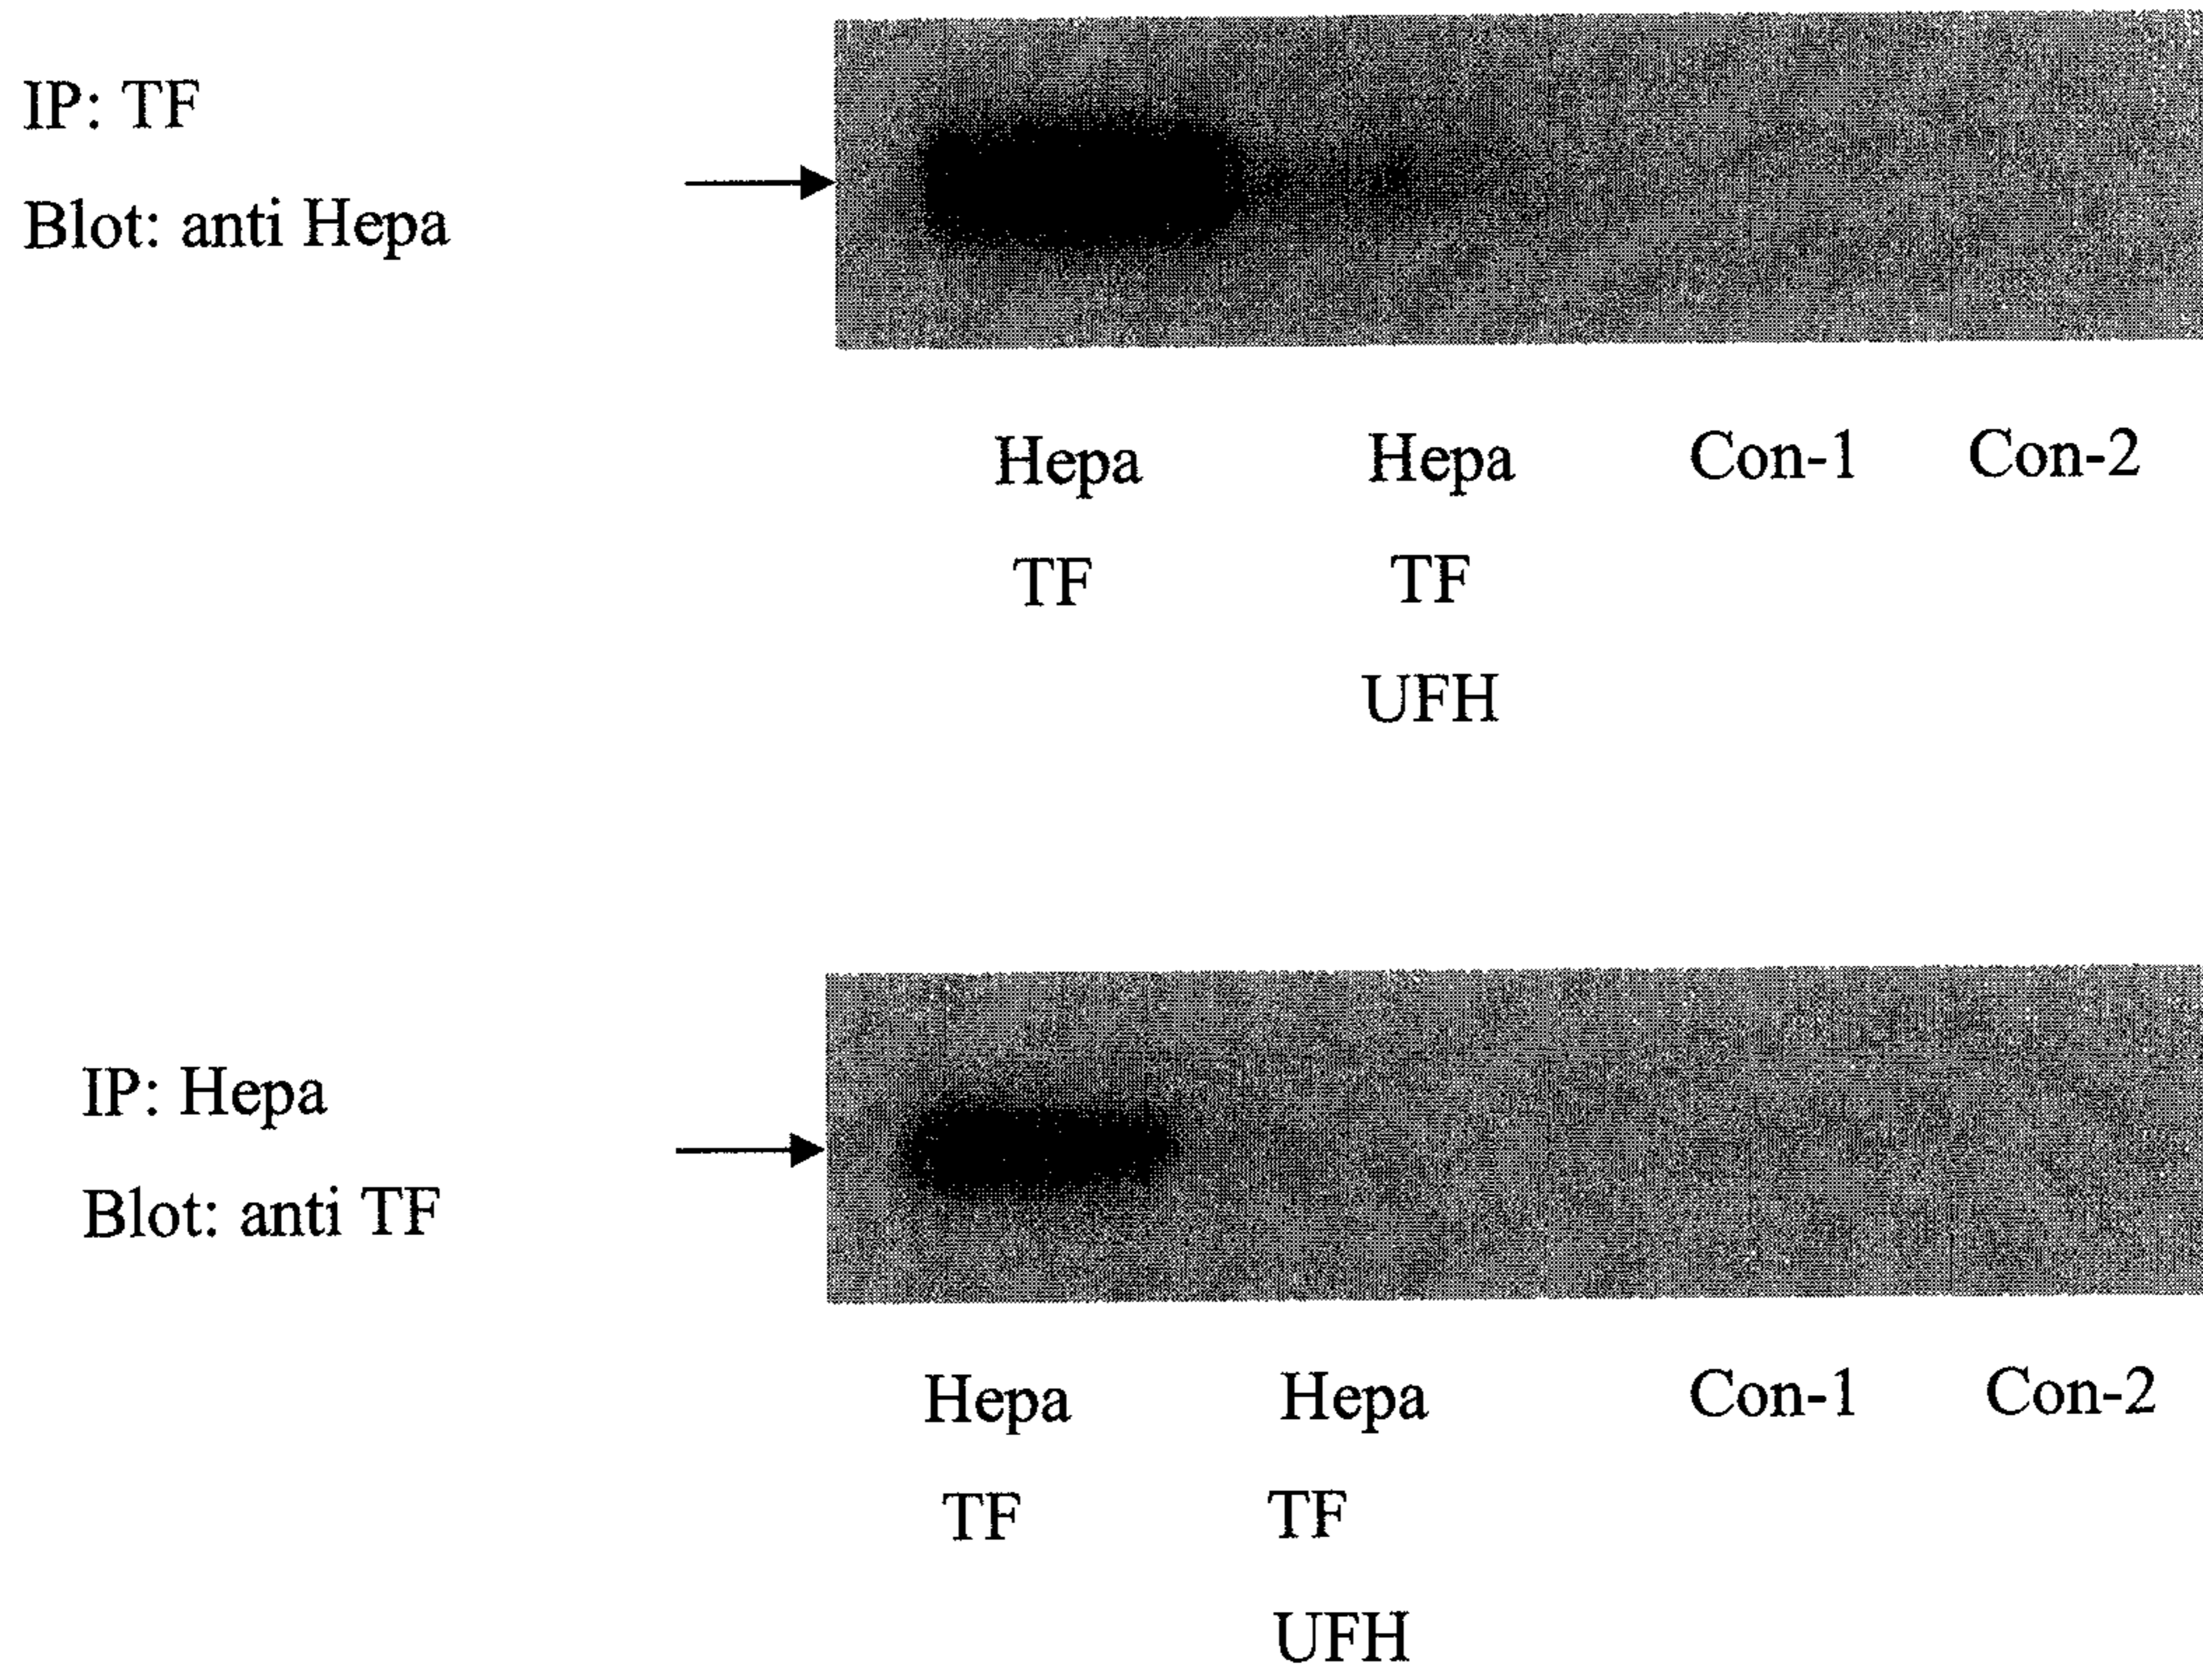 IP: TF
Blot: anti Hepa
Hepa Hepa Con-1 Con-2
TF TF
UFH
IP: Hepa
Blot: anti TF
Hepa Hepa Con-1 Con-2
TF TF
UFH